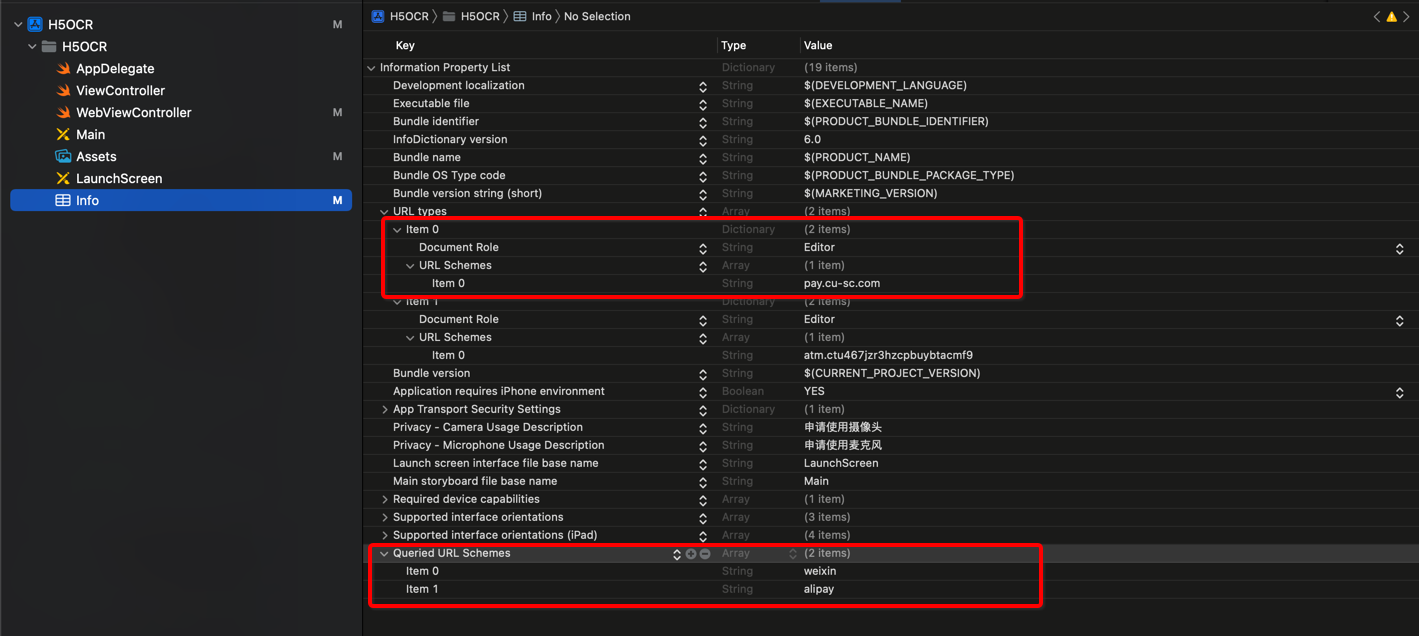 H5OCR M
H5OCR
AppDelegate
ViewController
WebViewController M
Main
Assets M
LaunchScreen
Info M
H5OCR H5OCR Info No Selection
Key Type Value
Information Property List Dictionary (19 items)
Development localization String $(DEVELOPMENT_LANGUAGE)
Executable file String $(EXECUTABLE_NAME)
Bundle identifier String $(PRODUCT_BUNDLE_IDENTIFIER)
InfoDictionary version String 6.0
Bundle name String $(PRODUCT_NAME)
Bundle OS Type code String $(PRODUCT_BUNDLE_PACKAGE_TYPE)
Bundle version string (short) String $(MARKETING_VERSION)
URL types Array (2 items)
Item 0 Dictionary (2 items)
Document Role String Editor
URL Schemes Array (1 item)
Item 0 String pay.cu-sc.com
Item 1 Dictionary (2 items)
Document Role String Editor
URL Schemes Array (1 item)
Item 0 String atm.ctu467jzr3hzcpbuybtacmf9
Bundle version String $(CURRENT_PROJECT_VERSION)
Application requires iPhone environment Boolean YES
App Transport Security Settings Dictionary (1 item)
Privacy - Camera Usage Description String 申请使用摄像头
Privacy - Microphone Usage Description String 申请使用麦克风
Launch screen interface file base name String LaunchScreen
Main storyboard file base name String Main
Required device capabilities Array (1 item)
Supported interface orientations Array (3 items)
Supported interface orientations (iPad) Array (4 items)
Queried URL Schemes Array (2 items)
Item 0 String weixin
Item 1 String alipay